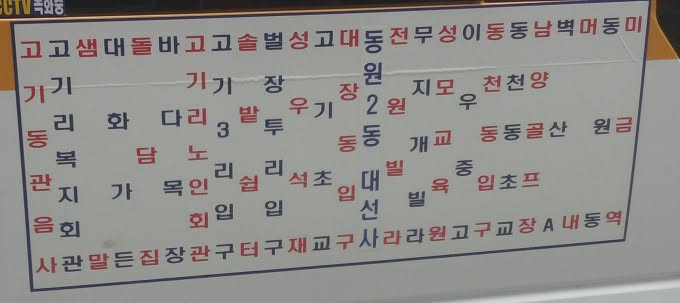 CCTV 녹화중
고기동관음사
고기리복지회관
샘말
대화가든
돌담집
바다목장
고기리노인회관
고기3리입구
솔밭쉽터
벌장투리입구
성우석재
고기초교
대장동입구
동원2동대선사
전원빌라
무지개빌라
성모교육원
이우중고
동천동입구
동천동초교
남양골프장
벽산A
머내
동원동
미금역